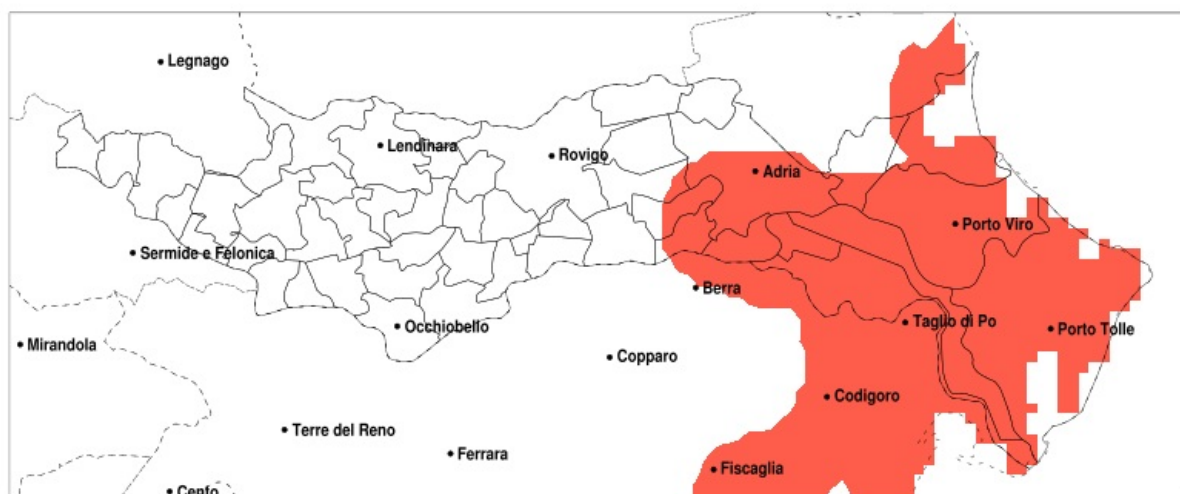 Legnago
Lendinara
Rovigo
Adria
Porto Viro
Sermide e Felonica
Berra
Taglio di Po
Porto Tolle
Occhiobello
Mirandola
Copparo
Codigoro
Terre del Reno
Ferrara
Fiscaglia
Cento